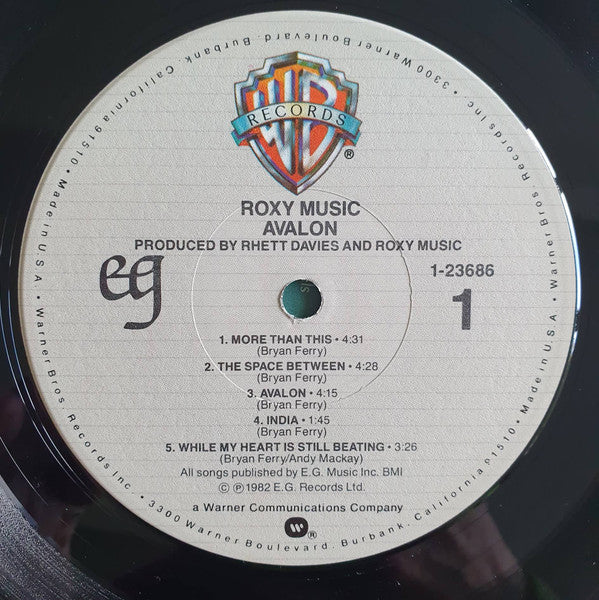 WB
RECORDS
®
ROXY MUSIC
AVALON
PRODUCED BY RHETT DAVIES AND ROXY MUSIC
eg
1-23686
1
1. MORE THAN THIS • 4:31
(Bryan Ferry)
2. THE SPACE BETWEEN • 4:28
(Bryan Ferry)
3. AVALON • 4:15
(Bryan Ferry)
4. INDIA • 1:45
(Bryan Ferry)
5. WHILE MY HEART IS STILL BEATING • 3:26
(Bryan Ferry/Andy Mackay)
All songs published by E.G. Music Inc. BMI
© ℗ 1982 E.G. Records Ltd.
a Warner Communications Company
®
Made in U.S.A. • Warner Bros. Records Inc. • 3300 Warner Boulevard, Burbank, California 91510 • Made in U.S.A. • Warner Bros. Records Inc. • 3300 Warner Boulevard, Burbank, California 91510 •